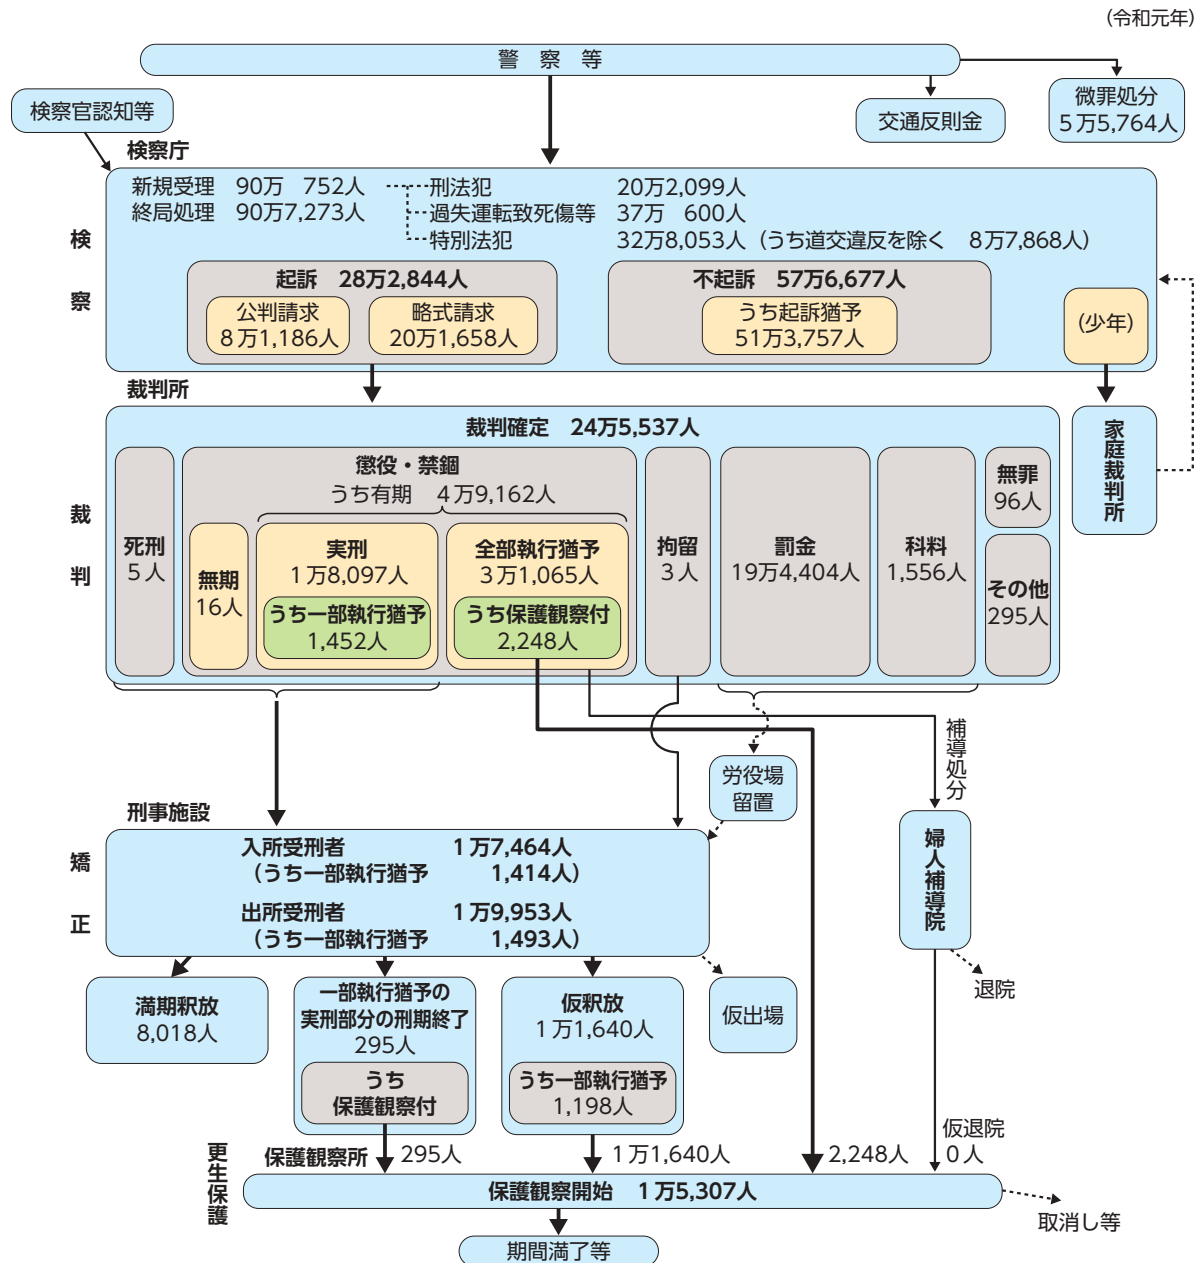 (令和元年)
警 察 等
検察官認知等
交通反則金
微罪処分
5万5,764人
検察庁
検
察
新規受理 90万 752人
刑法犯 20万2,099人
終局処理 90万7,273人
過失運転致死傷等 37万 600人
特別法犯 32万8,053人 (うち道交違反を除く 8万7,868人)
起訴 28万2,844人
公判請求
8万1,186人
略式請求
20万1,658人
不起訴 57万6,677人
うち起訴猶予
51万3,757人
(少年)
裁判所
裁
判
裁判確定 24万5,537人
死刑
5人
懲役・禁錮
うち有期 4万9,162人
無期
16人
実刑
1万8,097人
うち一部執行猶予
1,452人
全部執行猶予
3万1,065人
うち保護観察付
2,248人
拘留
3人
罰金
19万4,404人
科料
1,556人
無罪
96人
その他
295人
家庭裁判所
労役場
留置
補導処分
刑事施設
矯
正
入所受刑者 1万7,464人
(うち一部執行猶予 1,414人)
出所受刑者 1万9,953人
(うち一部執行猶予 1,493人)
婦人補導院
退院
満期釈放
8,018人
一部執行猶予の
実刑部分の刑期終了
295人
うち
保護観察付
仮釈放
1万1,640人
うち一部執行猶予
1,198人
仮出場
更生保護
保護観察所
295人
1万1,640人
2,248人
仮退院
0人
保護観察開始 1万5,307人
取消し等
期間満了等